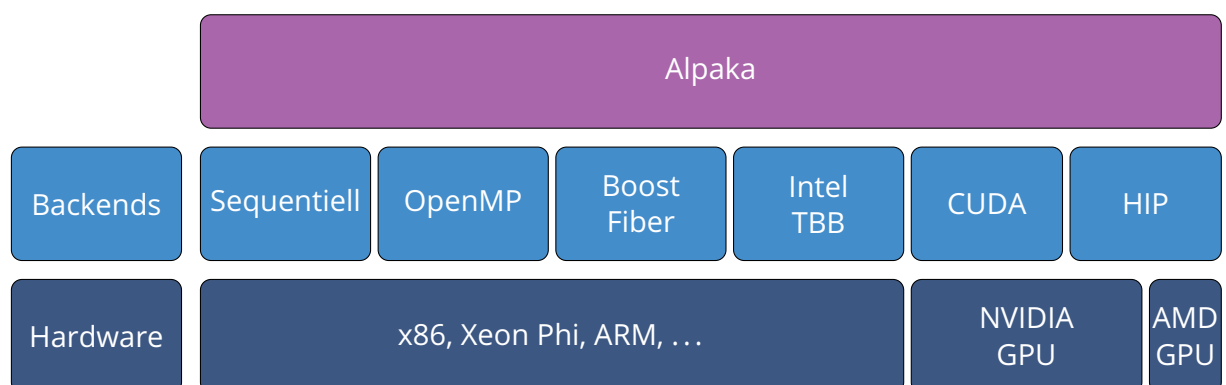 Alpaka
Backends
Sequentiell
OpenMP
Boost
Fiber
Intel
TBB
CUDA
HIP
Hardware
x86, Xeon Phi, ARM, ...
NVIDIA
GPU
AMD
GPU